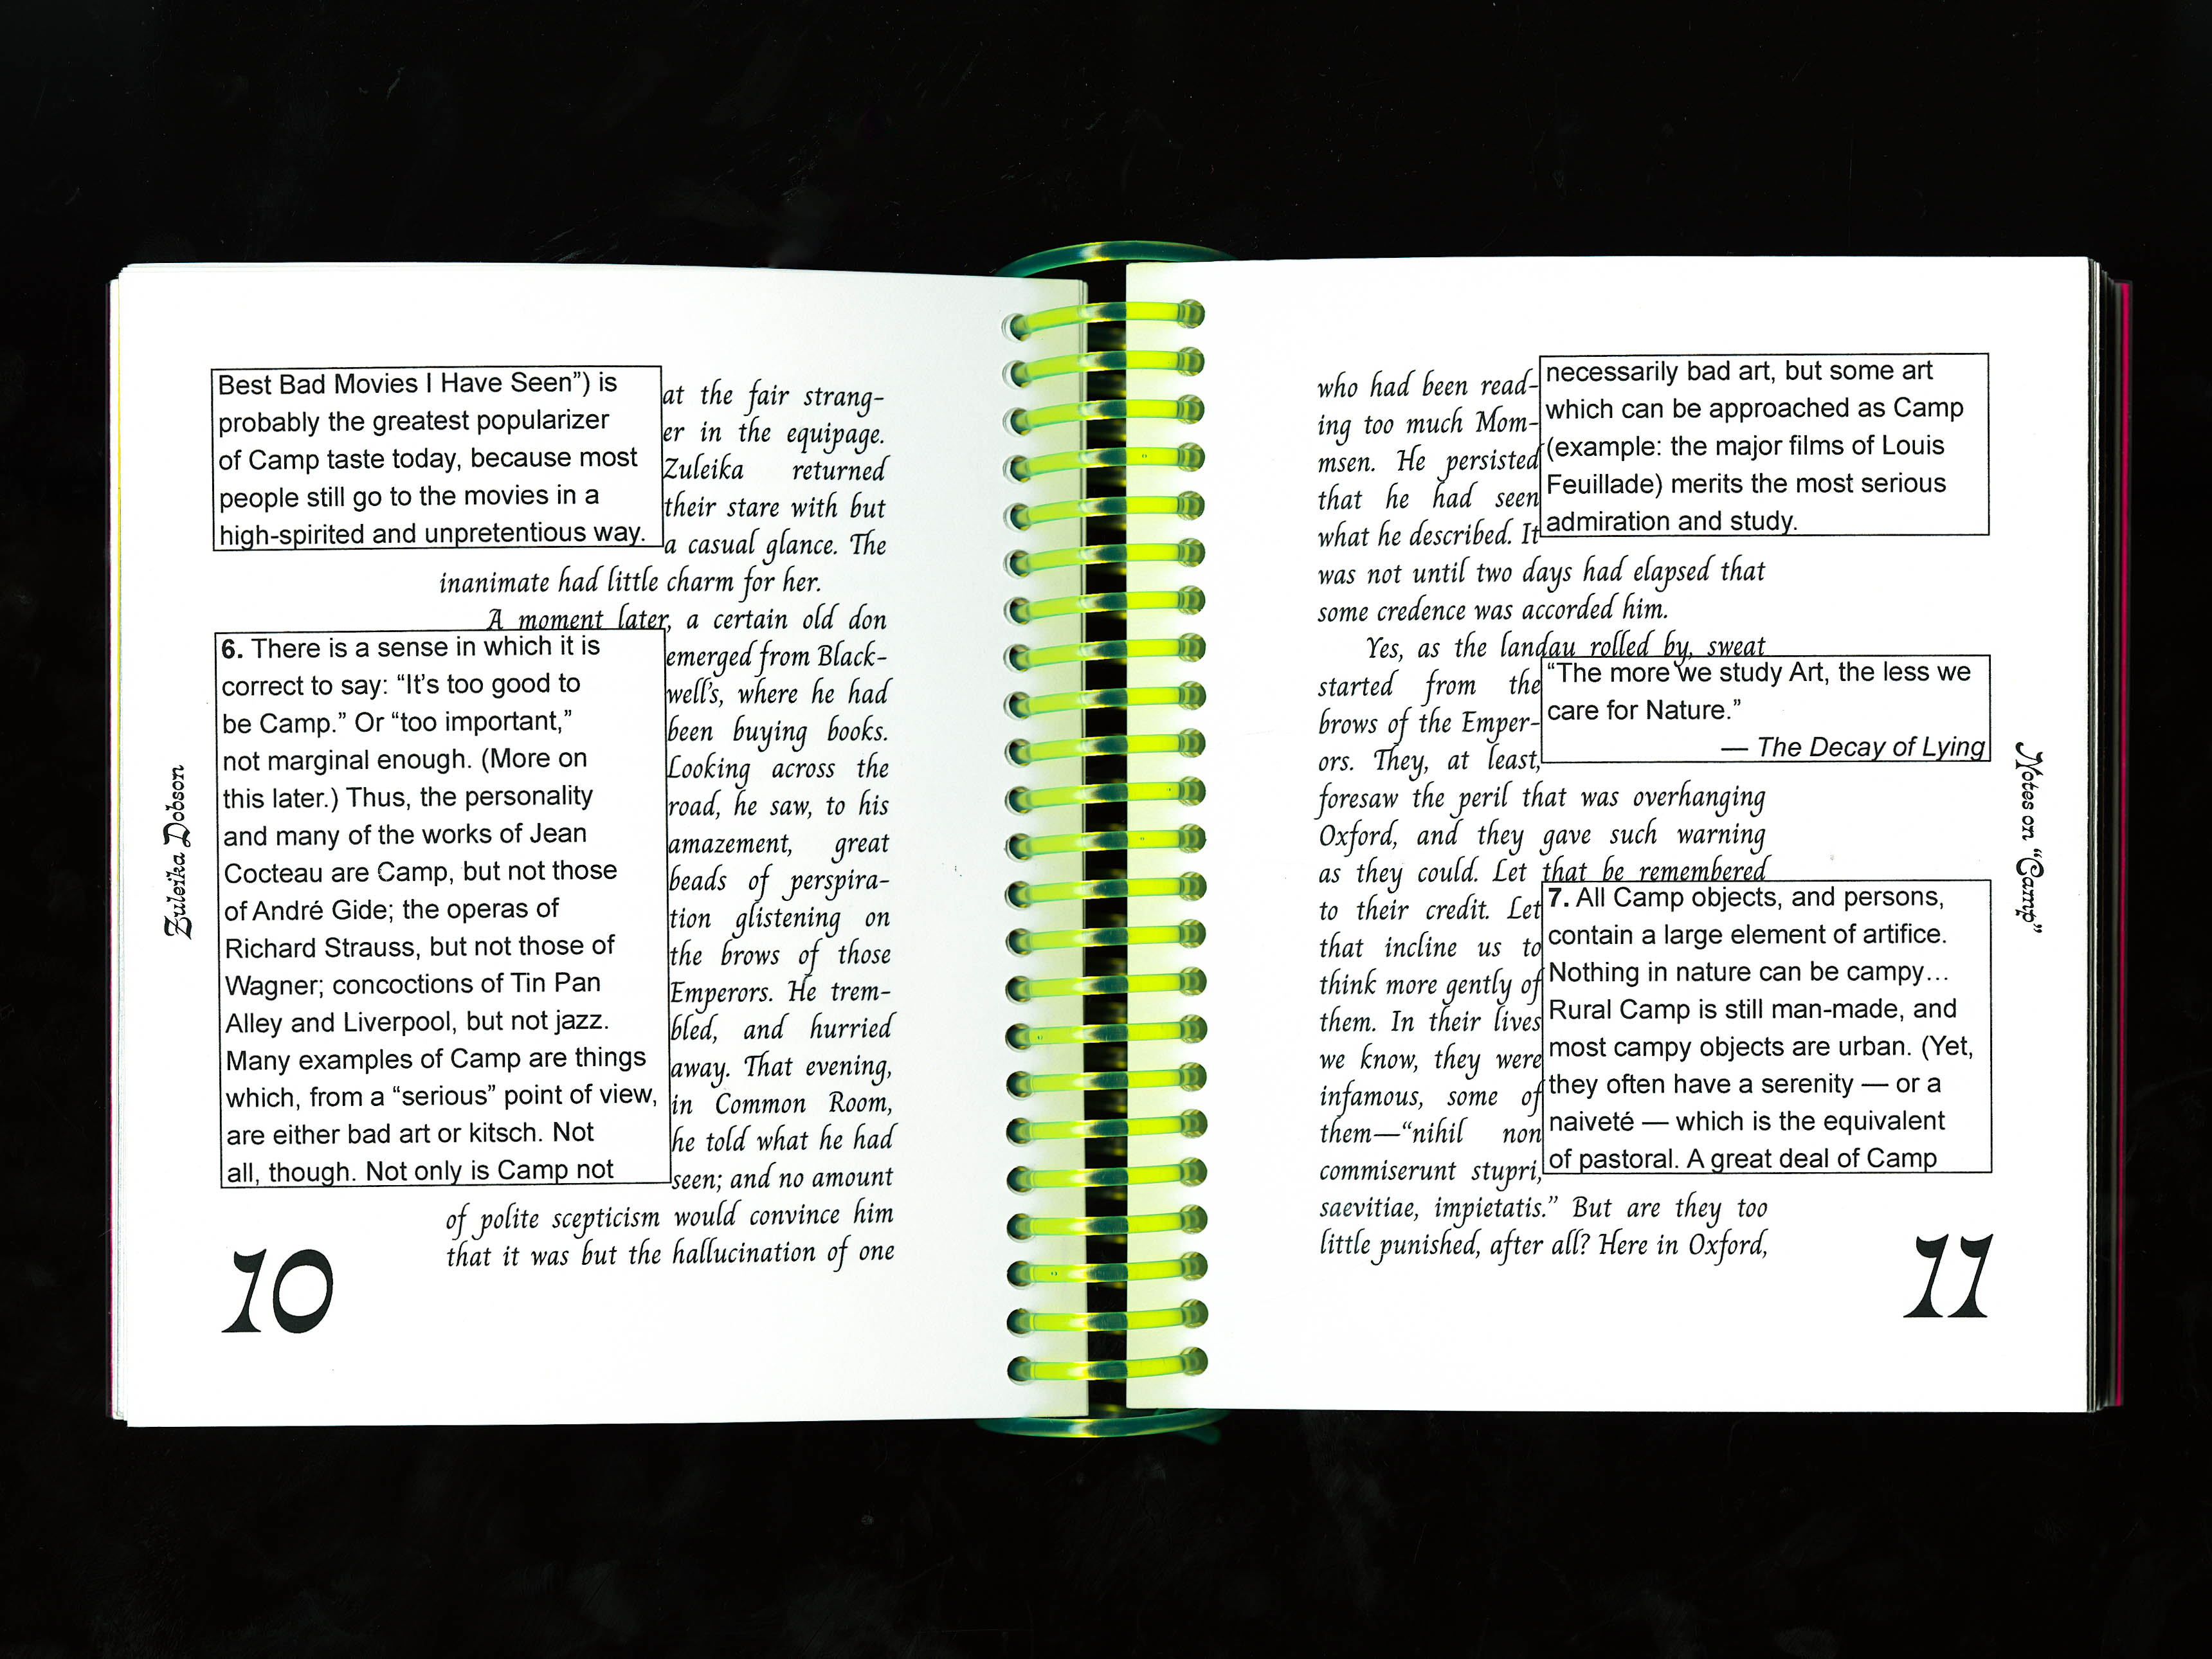 Best Bad Movies I Have Seen”) is
probably the greatest popularizer
of Camp taste today, because most
people still go to the movies in a
high-spirited and unpretentious way.
at the fair strang-
er in the equipage.
Zuleika returned
their stare with but
a casual glance. The
inanimate had little charm for her.
A moment later, a certain old don
emerged from Black-
well’s, where he had
been buying books.
Looking across the
road, he saw, to his
amazement, great
beads of perspira-
tion glistening on
the brows of those
Emperors. He trem-
bled, and hurried
away. That evening,
in Common Room,
he told what he had
seen; and no amount
of polite scepticism would convince him
that it was but the hallucination of one
6. There is a sense in which it is
correct to say: “It’s too good to
be Camp.” Or “too important,”
not marginal enough. (More on
this later.) Thus, the personality
and many of the works of Jean
Cocteau are Camp, but not those
of André Gide; the operas of
Richard Strauss, but not those of
Wagner; concoctions of Tin Pan
Alley and Liverpool, but not jazz.
Many examples of Camp are things
which, from a “serious” point of view,
are either bad art or kitsch. Not
all, though. Not only is Camp not
Zuleika Dobson
10
who had been read-
ing too much Mom-
msen. He persisted
that he had seen
what he described. It
was not until two days had elapsed that
some credence was accorded him.
Yes, as the landau rolled by, sweat
started from the
brows of the Emper-
ors. They, at least,
foresaw the peril that was overhanging
Oxford, and they gave such warning
as they could. Let that be remembered
to their credit. Let
that incline us to
think more gently of
them. In their lives
we know, they were
infamous, some of
them—“nihil non
commiserunt stupri,
saevitiae, impietatis.” But are they too
little punished, after all? Here in Oxford,
necessarily bad art, but some art
which can be approached as Camp
(example: the major films of Louis
Feuillade) merits the most serious
admiration and study.
“The more we study Art, the less we
care for Nature.”
— The Decay of Lying
7. All Camp objects, and persons,
contain a large element of artifice.
Nothing in nature can be campy…
Rural Camp is still man-made, and
most campy objects are urban. (Yet,
they often have a serenity — or a
naiveté — which is the equivalent
of pastoral. A great deal of Camp
Notes on “Camp”
11